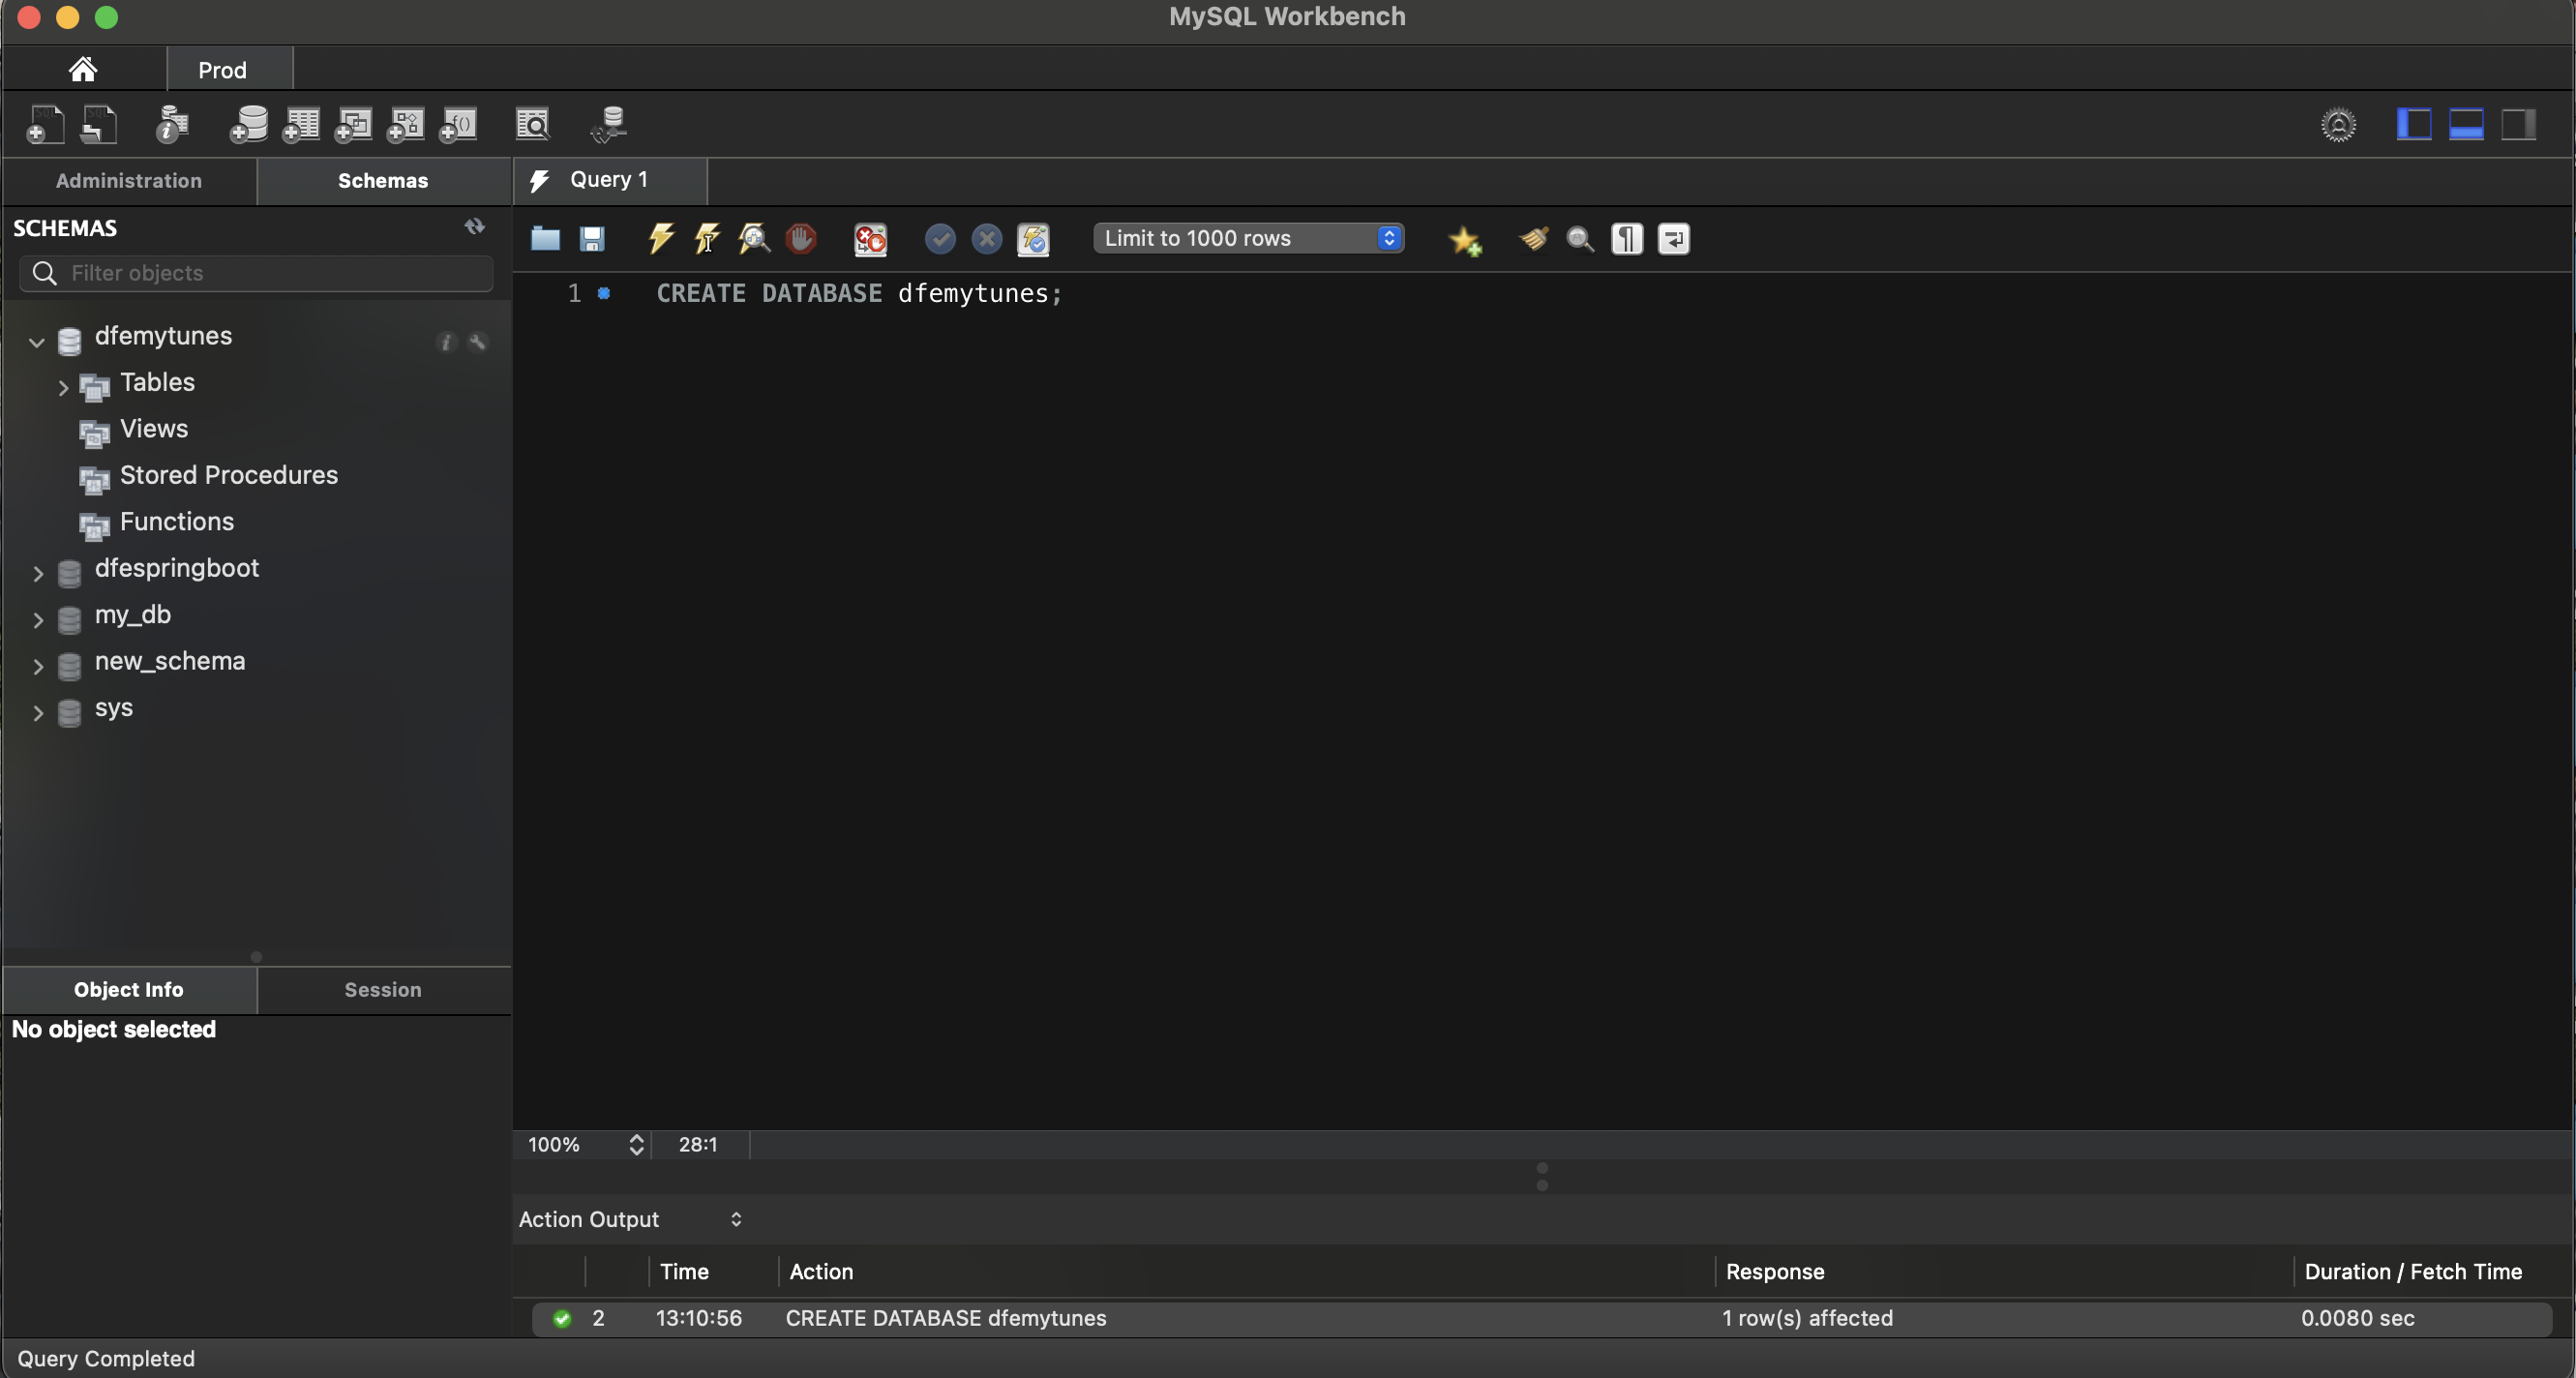 MySQL Workbench
Prod
Administration
Schemas
Query 1
SCHEMAS
Filter objects
Limit to 1000 rows
1 CREATE DATABASE dfemytunes;
dfemytunes
Tables
Views
Stored Procedures
Functions
dfespringboot
my_db
new_schema
sys
Object Info
Session
No object selected
100%
28:1
Action Output
Time Action Response Duration / Fetch Time
2 13:10:56 CREATE DATABASE dfemytunes 1 row(s) affected 0.0080 sec
Query Completed